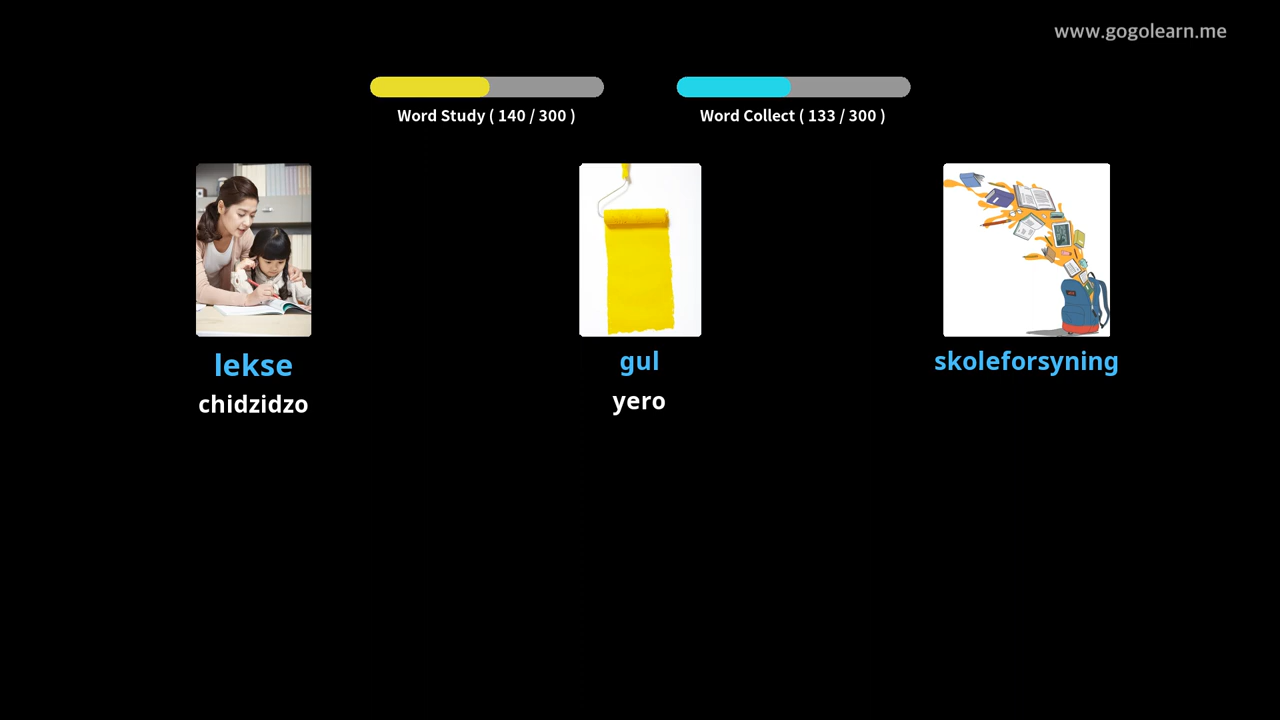 www.gogolearn.me
Word Study ( 140 / 300 )
Word Collect ( 133 / 300 )
lekse
chidzidzo
gul
yero
skoleforsyning